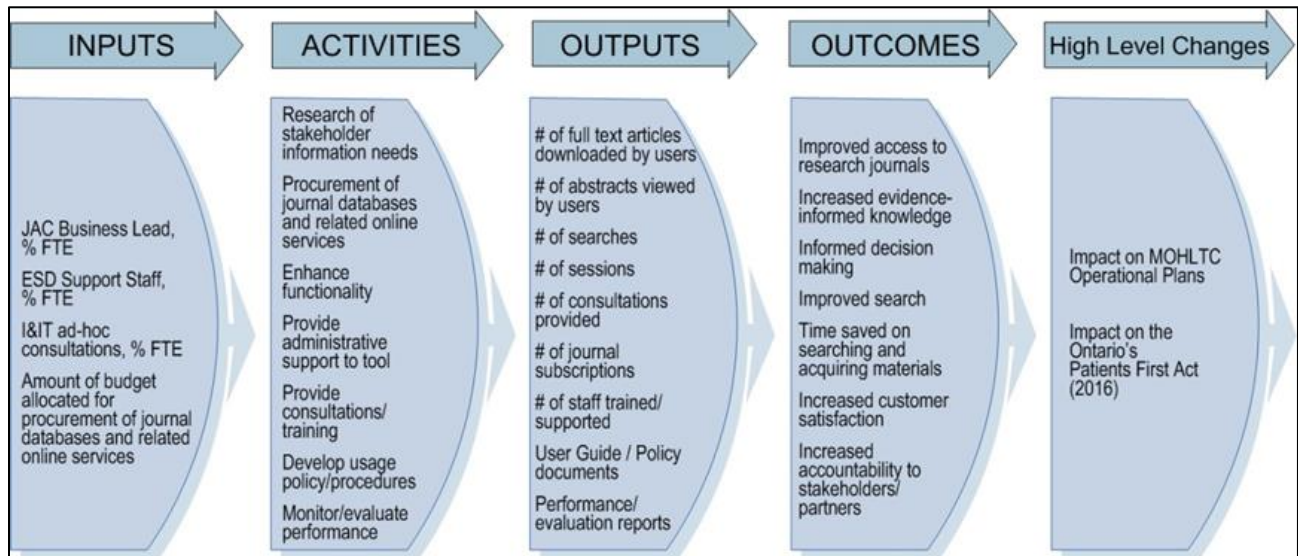 INPUTS
ACTIVITIES
OUTPUTS
OUTCOMES
High Level Changes
JAC Business Lead,
% FTE
ESD Support Staff,
% FTE
I&IT ad-hoc
consultations, % FTE
Amount of budget
allocated for
procurement of journal
databases and related
online services
Research of
stakeholder
information needs
Procurement of
journal databases
and related online
services
Enhance
functionality
Provide
administrative
support to tool
Provide
consultations/
training
Develop usage
policy/procedures
Monitor/evaluate
performance
# of full text articles
downloaded by users
# of abstracts viewed
by users
# of searches
# of sessions
# of consultations
provided
# of journal
subscriptions
# of staff trained/
supported
User Guide / Policy
documents
Performance/
evaluation reports
Improved access to
research journals
Increased evidence-
informed knowledge
Informed decision
making
Improved search
Time saved on
searching and
acquiring materials
Increased customer
satisfaction
Increased
accountability to
stakeholders/
partners
Impact on MOHLTC
Operational Plans
Impact on the
Ontario's
Patients First Act
(2016)